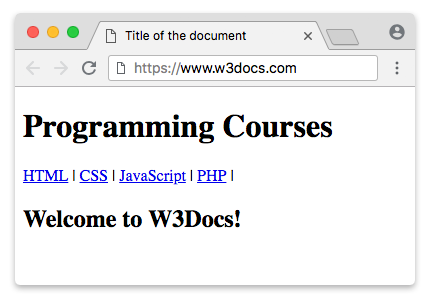 Title of the document
https://www.w3docs.com
Programming Courses
HTML | CSS | JavaScript | PHP |
Welcome to W3Docs!